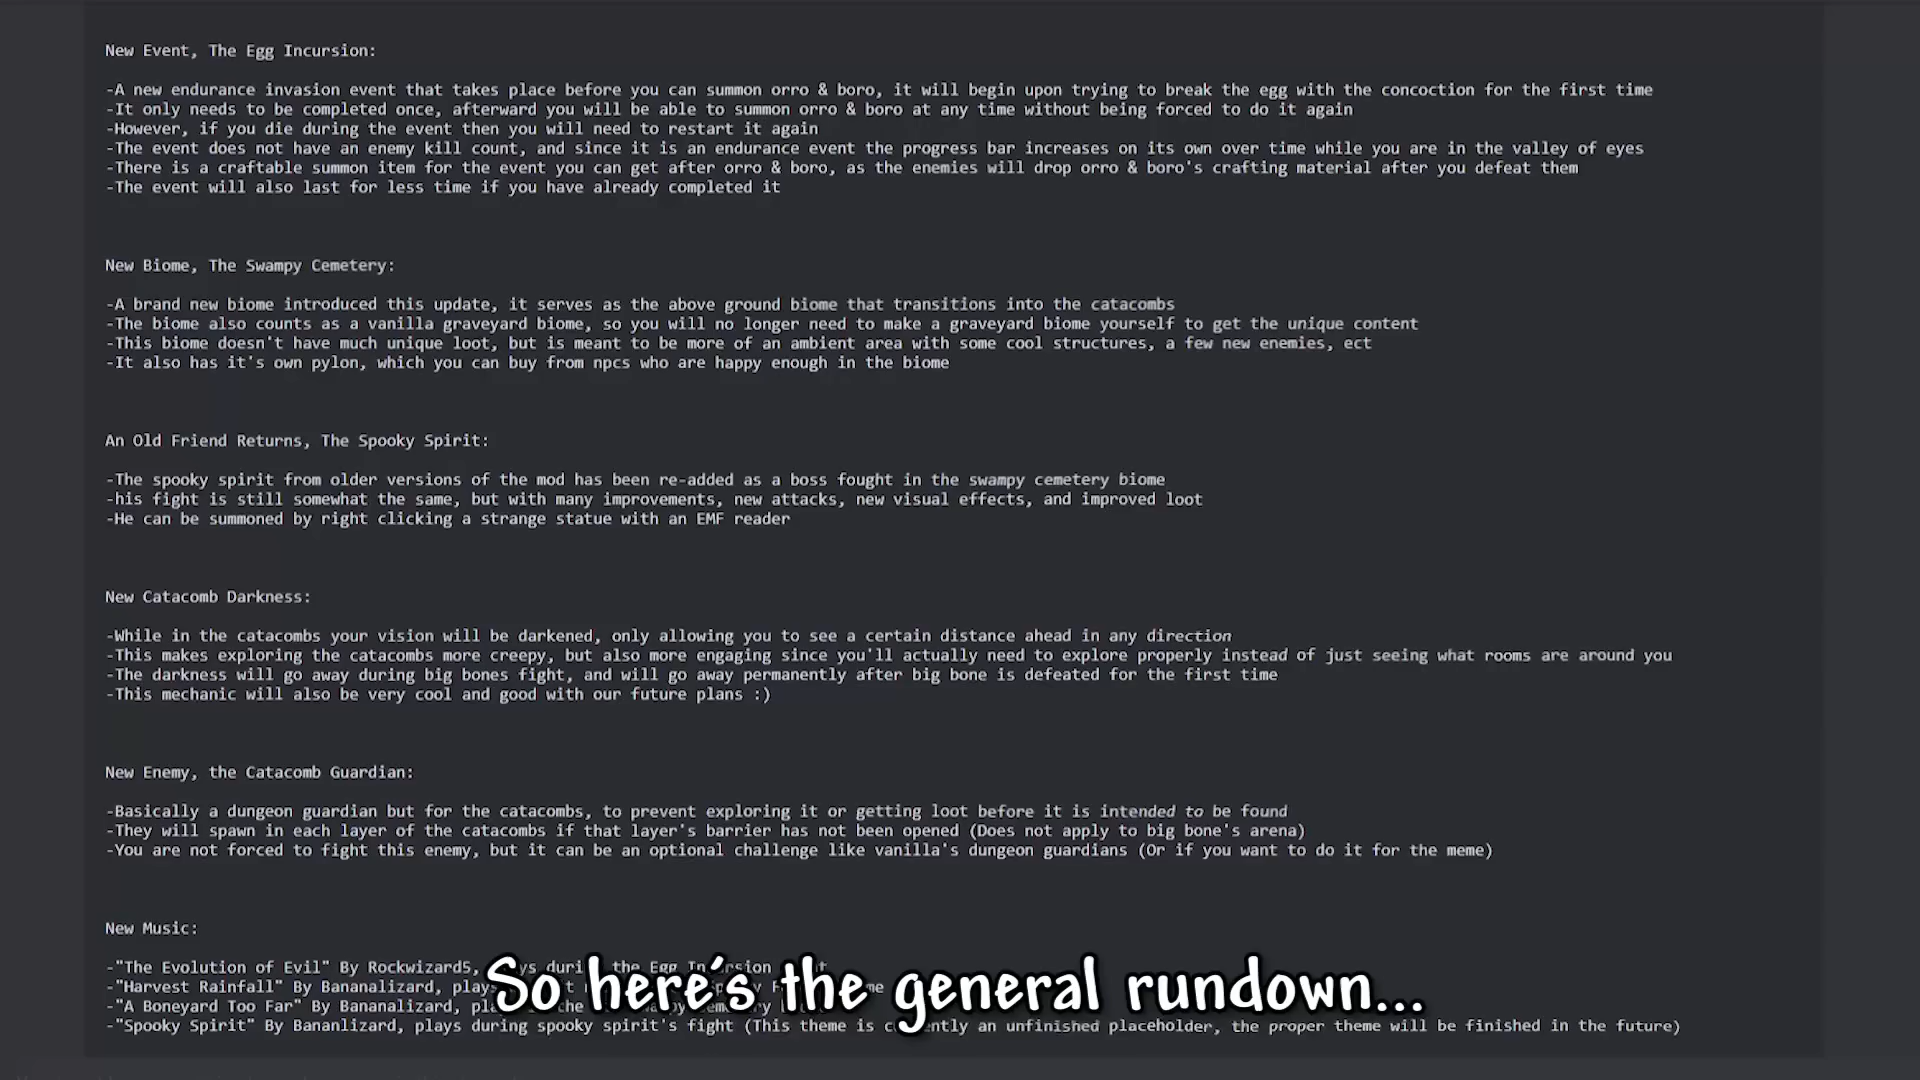 New Event, The Egg Incursion:
-A new endurance invasion event that takes place before you can summon orro & boro, it will begin upon trying to break the egg with the concoction for the first time
-It only needs to be completed once, afterward you will be able to summon orro & boro at any time without being forced to do it again
-However, if you die during the event then you will need to restart it again
-The event does not have an enemy kill count, and since it is an endurance event the progress bar increases on its own over time while you are in the valley of eyes
-There is a craftable summon item for the event you can get after orro & boro, as the enemies will drop orro & boro's crafting material after you defeat them
-The event will also last for less time if you have already completed it
New Biome, The Swampy Cemetery:
-A brand new biome introduced this update, it serves as the above ground biome that transitions into the catacombs
-The biome also counts as a vanilla graveyard biome, so you will no longer need to make a graveyard biome yourself to get the unique content
-This biome doesn't have much unique loot, but is meant to be more of an ambient area with some cool structures, a few new enemies, ect
-It also has it's own pylon, which you can buy from npcs who are happy enough in the biome
An Old Friend Returns, The Spooky Spirit:
-The spooky spirit from older versions of the mod has been re-added as a boss fought in the swampy cemetery biome
-his fight is still somewhat the same, but with many improvements, new attacks, new visual effects, and improved loot
-He can be summoned by right clicking a strange statue with an EMF reader
New Catacomb Darkness:
-While in the catacombs your vision will be darkened, only allowing you to see a certain distance ahead in any direction
-This makes exploring the catacombs more creepy, but also more engaging since you'll actually need to explore properly instead of just seeing what rooms are around you
-The darkness will go away during big bones fight, and will go away permanently after big bone is defeated for the first time
-This mechanic will also be very cool and good with our future plans :)
New Enemy, the Catacomb Guardian:
-Basically a dungeon guardian but for the catacombs, to prevent exploring it or getting loot before it is intended to be found
-They will spawn in each layer of the catacombs if that layer's barrier has not been opened (Does not apply to big bone's arena)
-You are not forced to fight this enemy, but it can be an optional challenge like vanilla's dungeon guardians (Or if you want to do it for the meme)
New Music:
-"The Evolution of Evil" By Rockwizard5, the Egg
-"Harvest Rainfall" By Bananalizard,
-"A Boneyard Too Far" By Bananalizard,
-"Spooky Spirit" By Bananlizard, plays during spooky spirit's fight (This theme is an unfinished placeholder, the proper theme will be finished in the future)
So here's the general rundown...